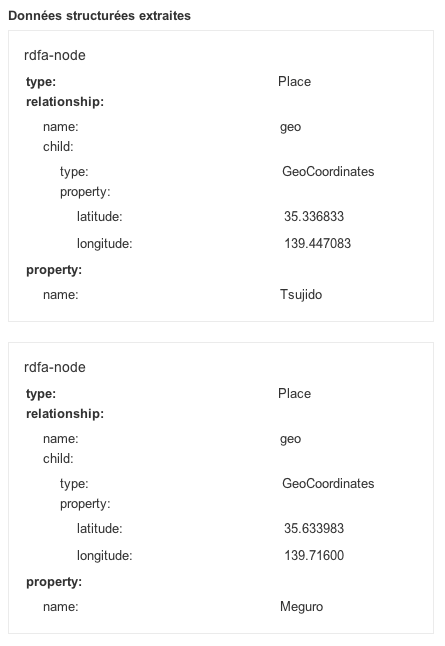 Données structurées extraites
rdfa-node
type: Place
relationship:
name: geo
child:
type: GeoCoordinates
property:
latitude: 35.336833
longitude: 139.447083
property:
name: Tsujido
rdfa-node
type: Place
relationship:
name: geo
child:
type: GeoCoordinates
property:
latitude: 35.633983
longitude: 139.71600
property:
name: Meguro